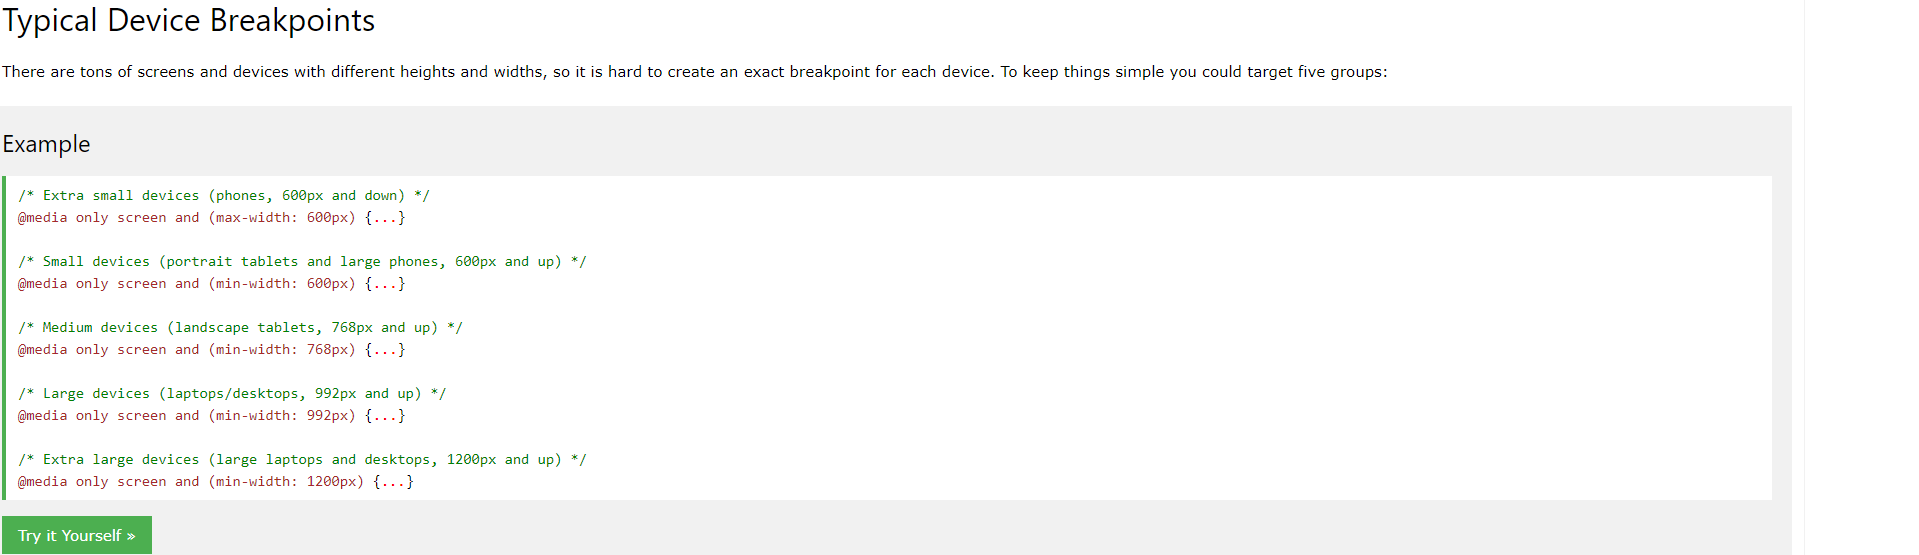 Typical Device Breakpoints
There are tons of screens and devices with different heights and widths, so it is hard to create an exact breakpoint for each device. To keep things simple you could target five groups:
Example
/* Extra small devices (phones, 600px and down) */
@media only screen and (max-width: 600px) {...}
/* Small devices (portrait tablets and large phones, 600px and up) */
@media only screen and (min-width: 600px) {...}
/* Medium devices (landscape tablets, 768px and up) */
@media only screen and (min-width: 768px) {...}
/* Large devices (laptops/desktops, 992px and up) */
@media only screen and (min-width: 992px) {...}
/* Extra large devices (large laptops and desktops, 1200px and up) */
@media only screen and (min-width: 1200px) {...}
Try it Yourself »